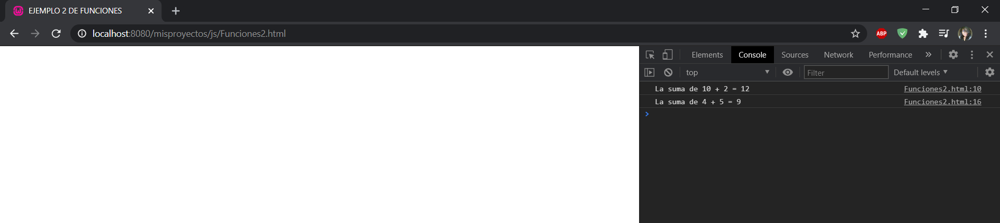 EJEMPLO 2 DE FUNCIONES
localhost:8080/misproyectos/js/Funciones2.html
ABP
Elements Console Sources Network Performance
top Filter Default levels
La suma de 10 + 2 = 12 Funciones2.html:10
La suma de 4 + 5 = 9 Funciones2.html:16